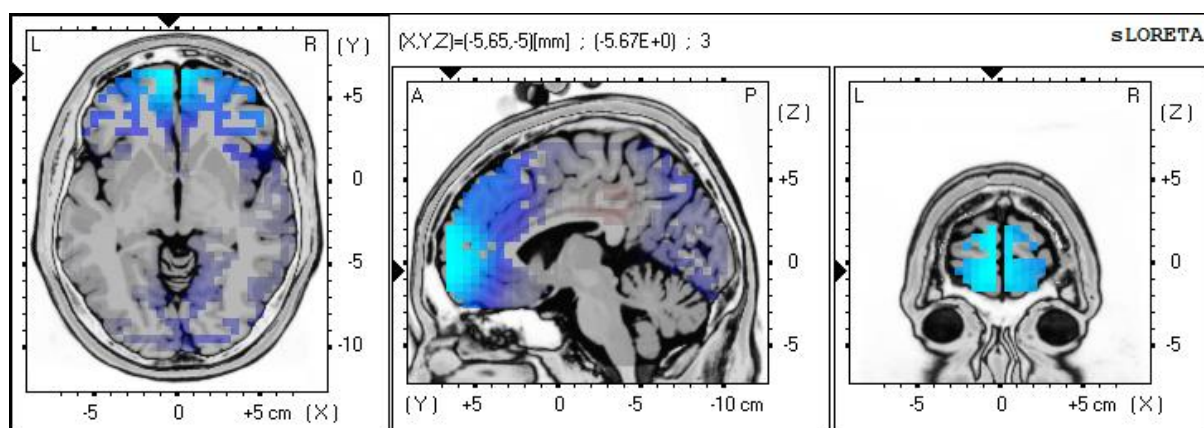 (X,Y,Z)=(-5,65,-5)[mm] ; (-5.67E+0) ; 3
sLORETA
L R (Y)
+5
0
-5
-10
-5 0 +5 cm (X)
A P (Z)
+5
0
-5
(Y) +5 0 -5 -10 cm
L R (Z)
+5
0
-5
-5 0 +5 cm (X)